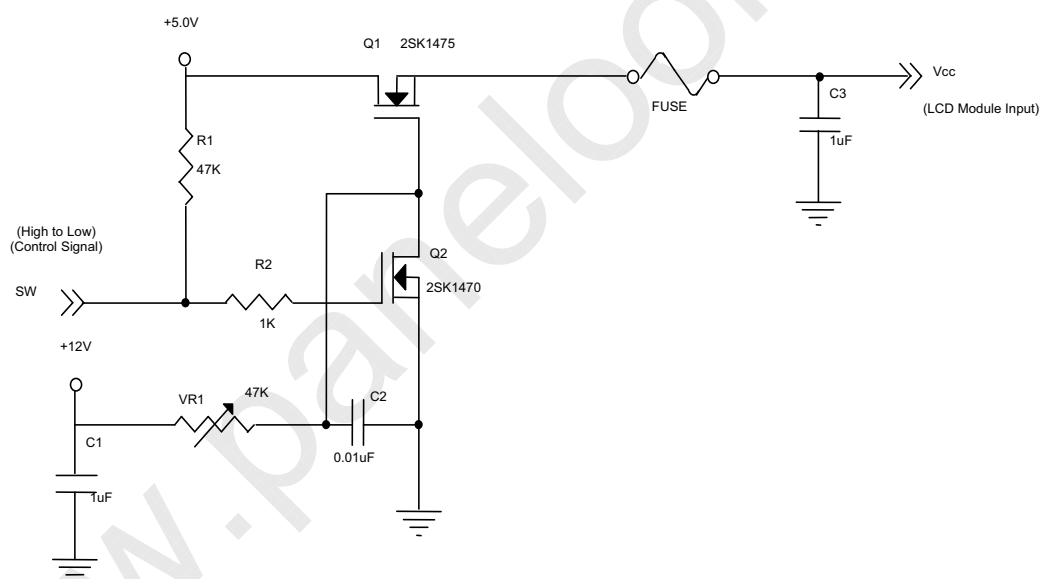 +5.0V
Q1
2SK1475
FUSE
C3
1uF
Vcc
(LCD Module Input)
R1
47K
(High to Low)
(Control Signal)
SW
R2
1K
Q2
2SK1470
+12V
VR1
47K
C2
0.01uF
C1
1uF
w.paneloo